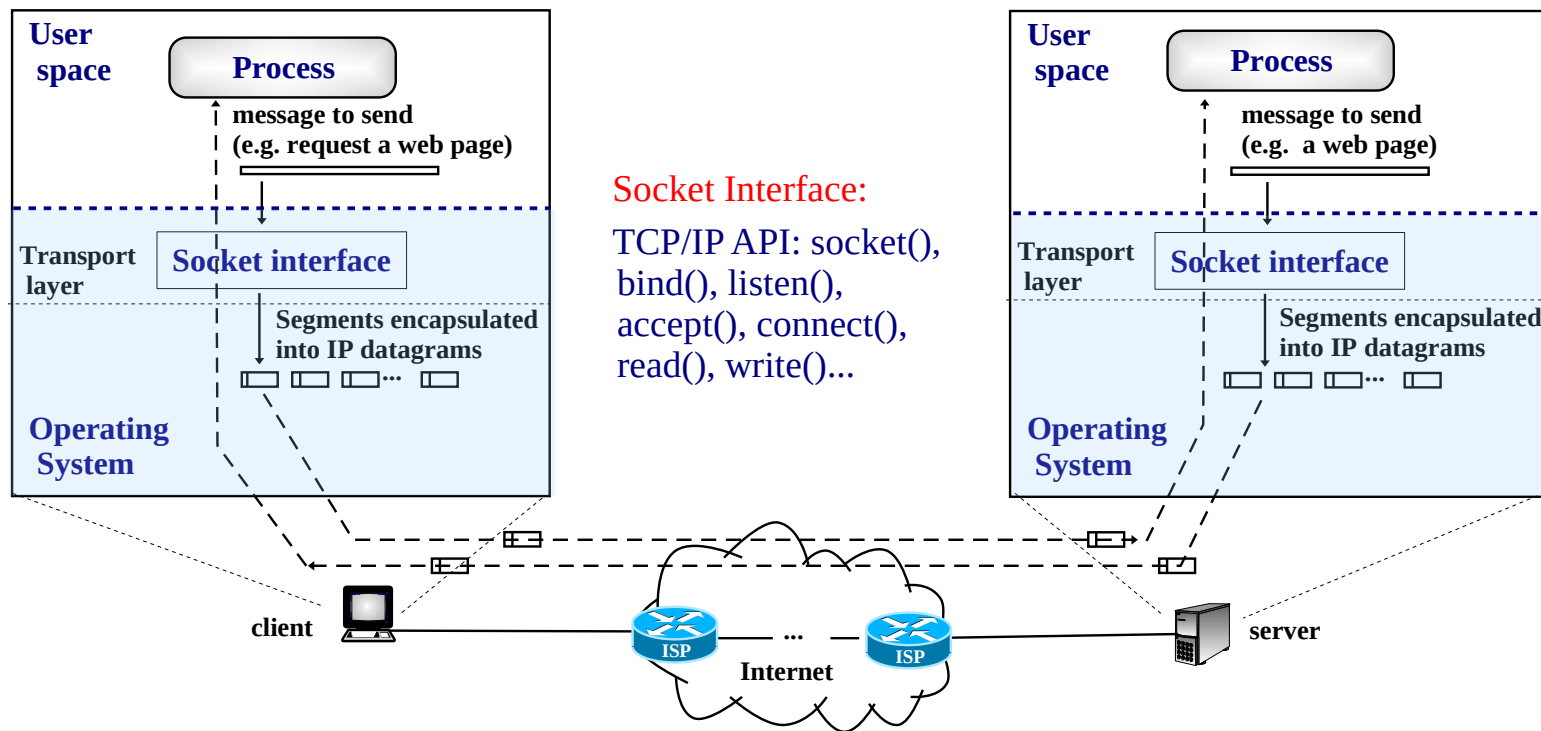 User
space
Process
message to send
(e.g. request a web page)
Transport
layer
Socket interface
Segments encapsulated
into IP datagrams
...
Operating
System
Socket Interface:
TCP/IP API: socket(),
bind(), listen(),
accept(), connect(),
read(), write()...
User
space
Process
message to send
(e.g. a web page)
Transport
layer
Socket interface
Segments encapsulated
into IP datagrams
...
Operating
System
client
ISP
...
ISP
Internet
server